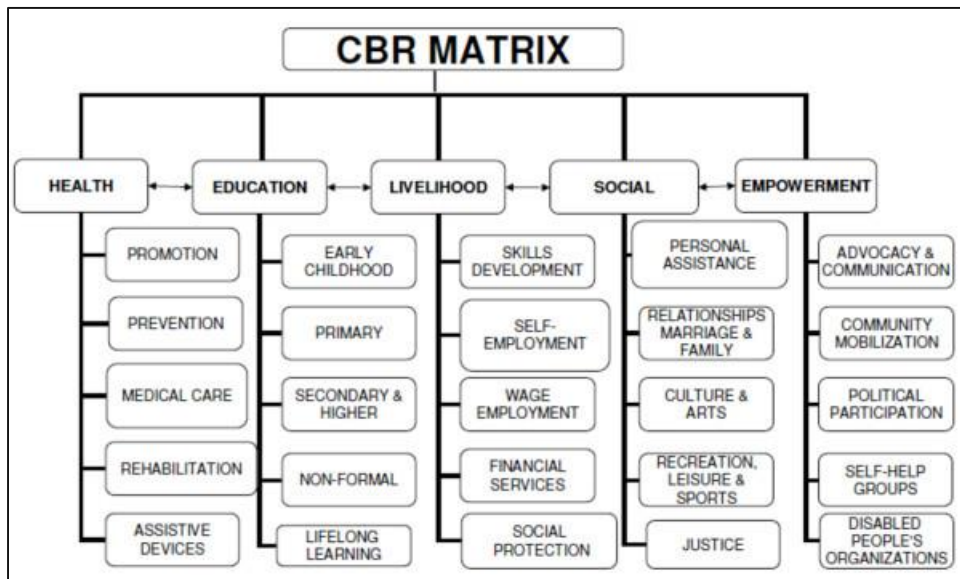 CBR MATRIX
HEALTH
EDUCATION
LIVELIHOOD
SOCIAL
EMPOWERMENT
PROMOTION
PREVENTION
MEDICAL CARE
REHABILITATION
ASSISTIVE
DEVICES
EARLY
CHILDHOOD
PRIMARY
SECONDARY &
HIGHER
NON-FORMAL
LIFELONG
LEARNING
SKILLS
DEVELOPMENT
SELF-
EMPLOYMENT
WAGE
EMPLOYMENT
FINANCIAL
SERVICES
SOCIAL
PROTECTION
PERSONAL
ASSISTANCE
RELATIONSHIPS
MARRIAGE &
FAMILY
CULTURE &
ARTS
RECREATION,
LEISURE &
SPORTS
JUSTICE
ADVOCACY &
COMMUNICATION
COMMUNITY
MOBILIZATION
POLITICAL
PARTICIPATION
SELF-HELP
GROUPS
DISABLED
PEOPLE'S
ORGANIZATIONS